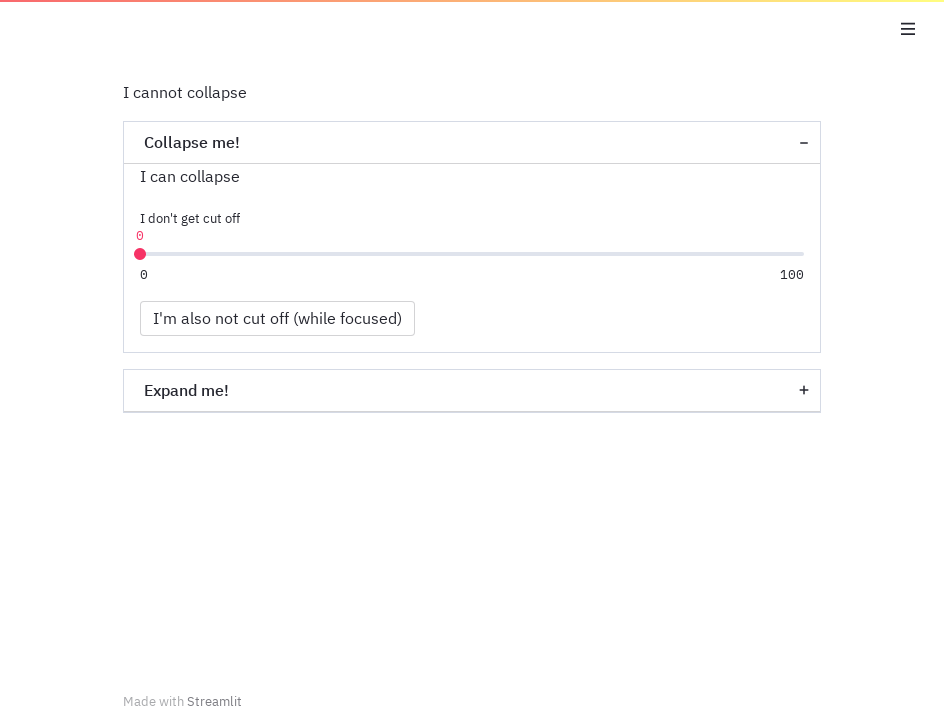 I cannot collapse
Collapse me!
I can collapse
I don't get cut off
0
0 100
I'm also not cut off (while focused)
Expand me!
Made with Streamlit